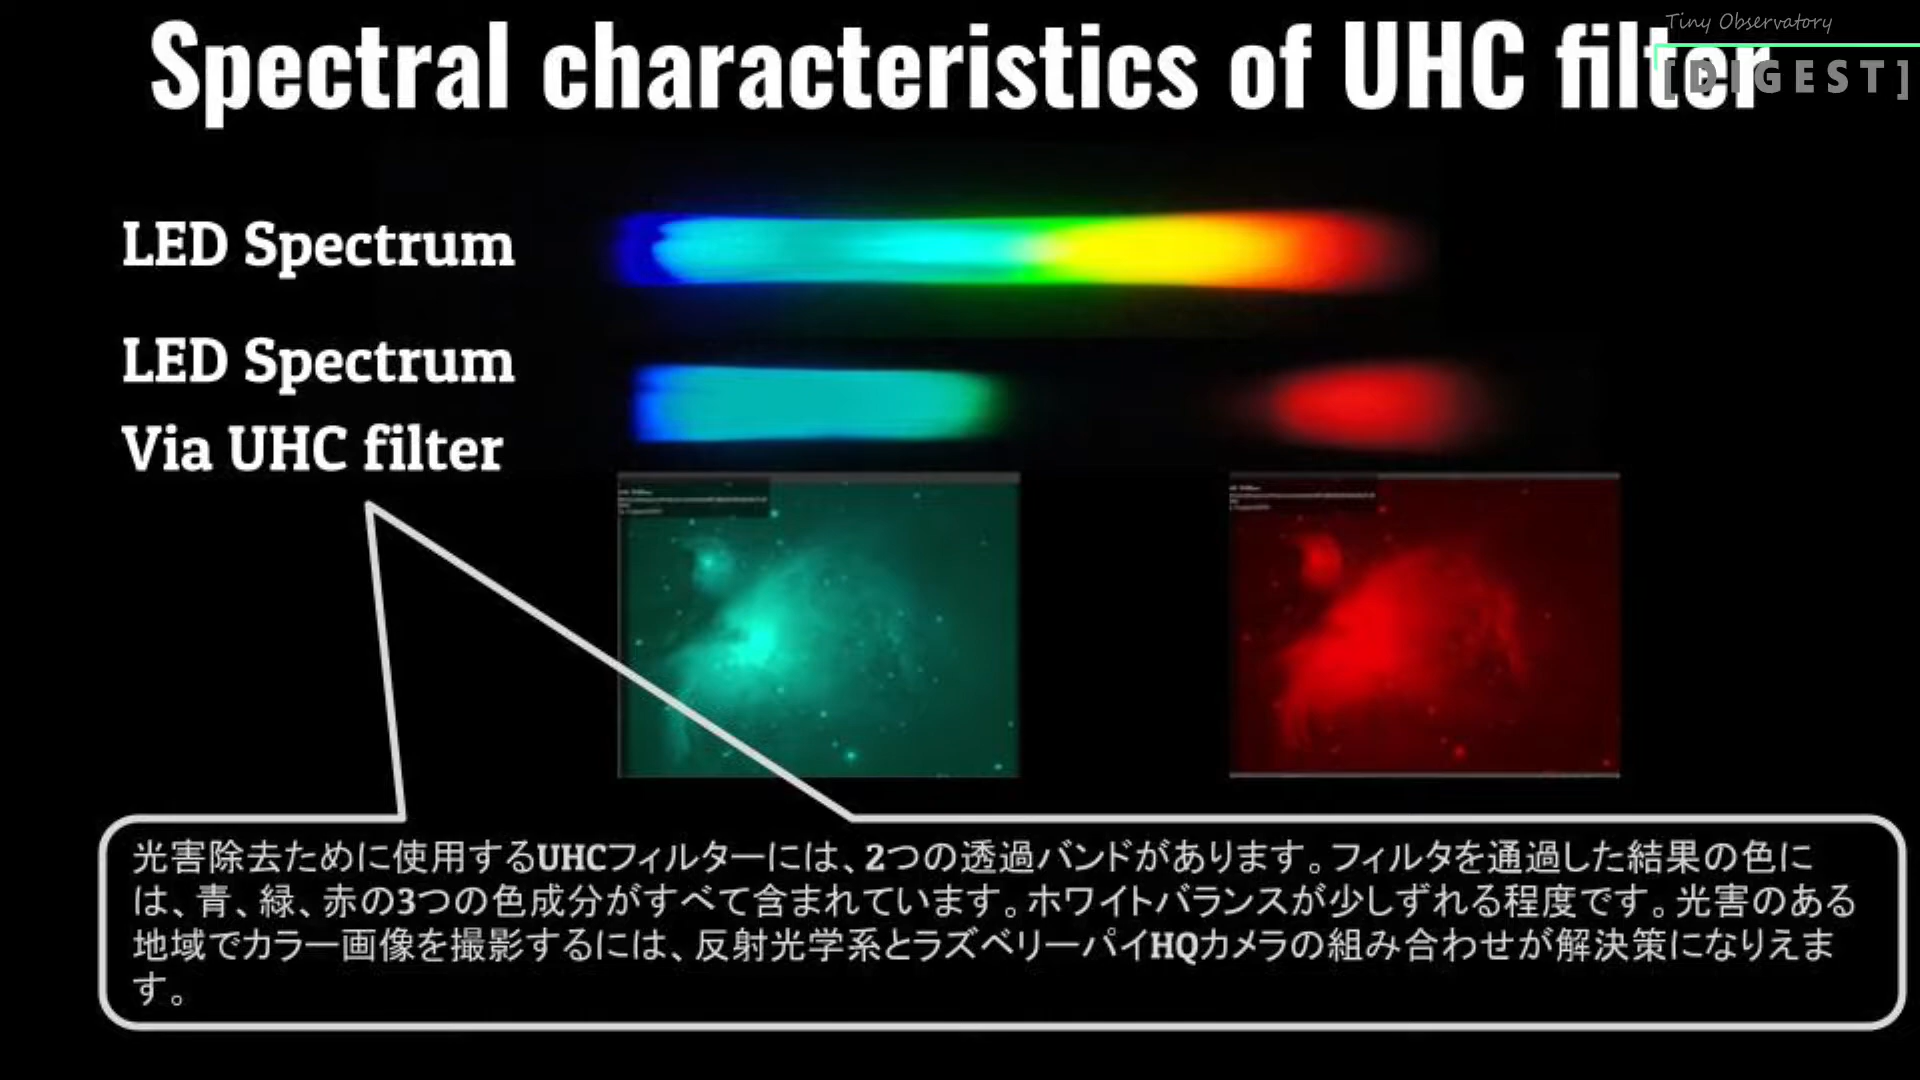 Tiny Observatory
Spectral characteristics of UHC filter
[DIGEST]
LED Spectrum
LED Spectrum
Via UHC filter
光害除去ために使用するUHCフィルターには、2つの透過バンドがあります。フィルタを通過した結果の色に
は、青、緑、赤の3つの色成分がすべて含まれています。ホワイトバランスが少しずれる程度です。光害のある
地域でカラー画像を撮影するには、反射光学系とラズベリーパイHQカメラの組み合わせが解決策になりえま
す。